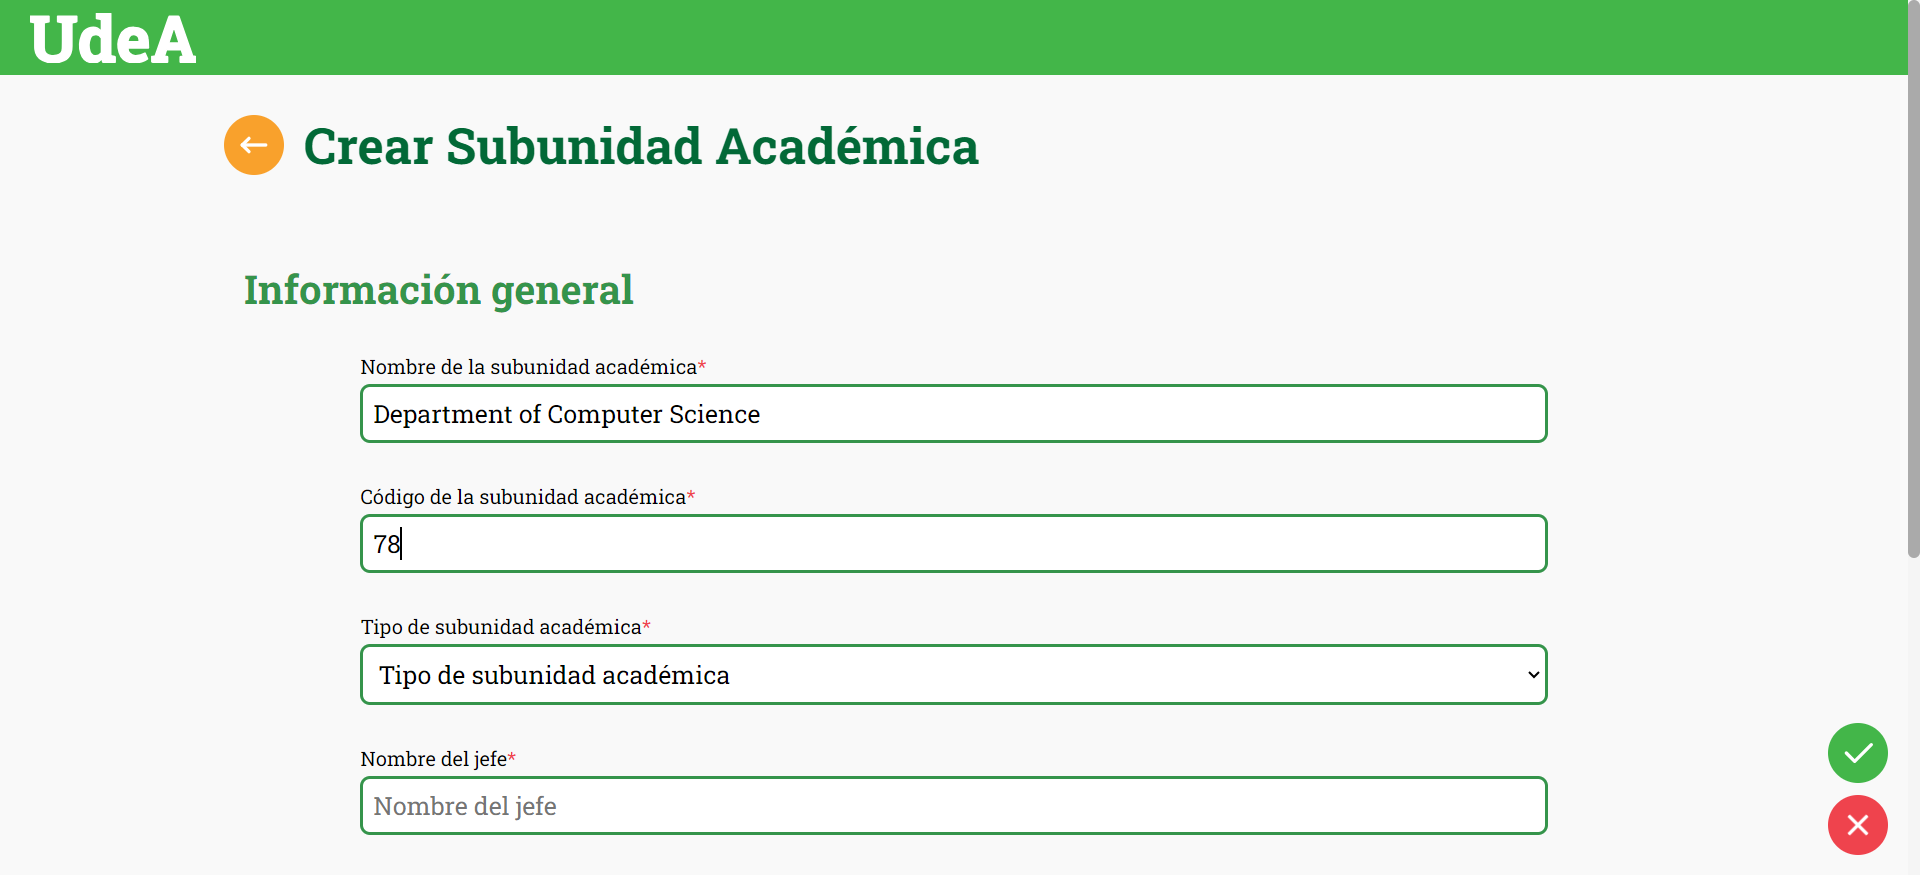 UdeA
Crear Subunidad Académica
Información general
Nombre de la subunidad académica*
Department of Computer Science
Código de la subunidad académica*
78
Tipo de subunidad académica*
Tipo de subunidad académica
Nombre del jefe*
Nombre del jefe